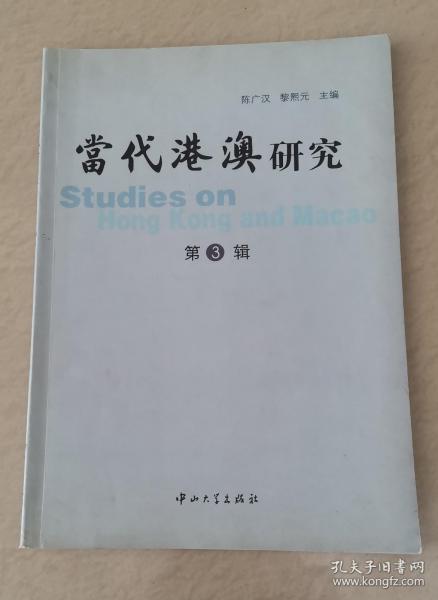 陈广汉 黎熙元 主编
當代港澳研究
Studies on
Hong Kong and Macao
第3辑
中山大学出版社
孔夫子旧书网
www.kongfz.com